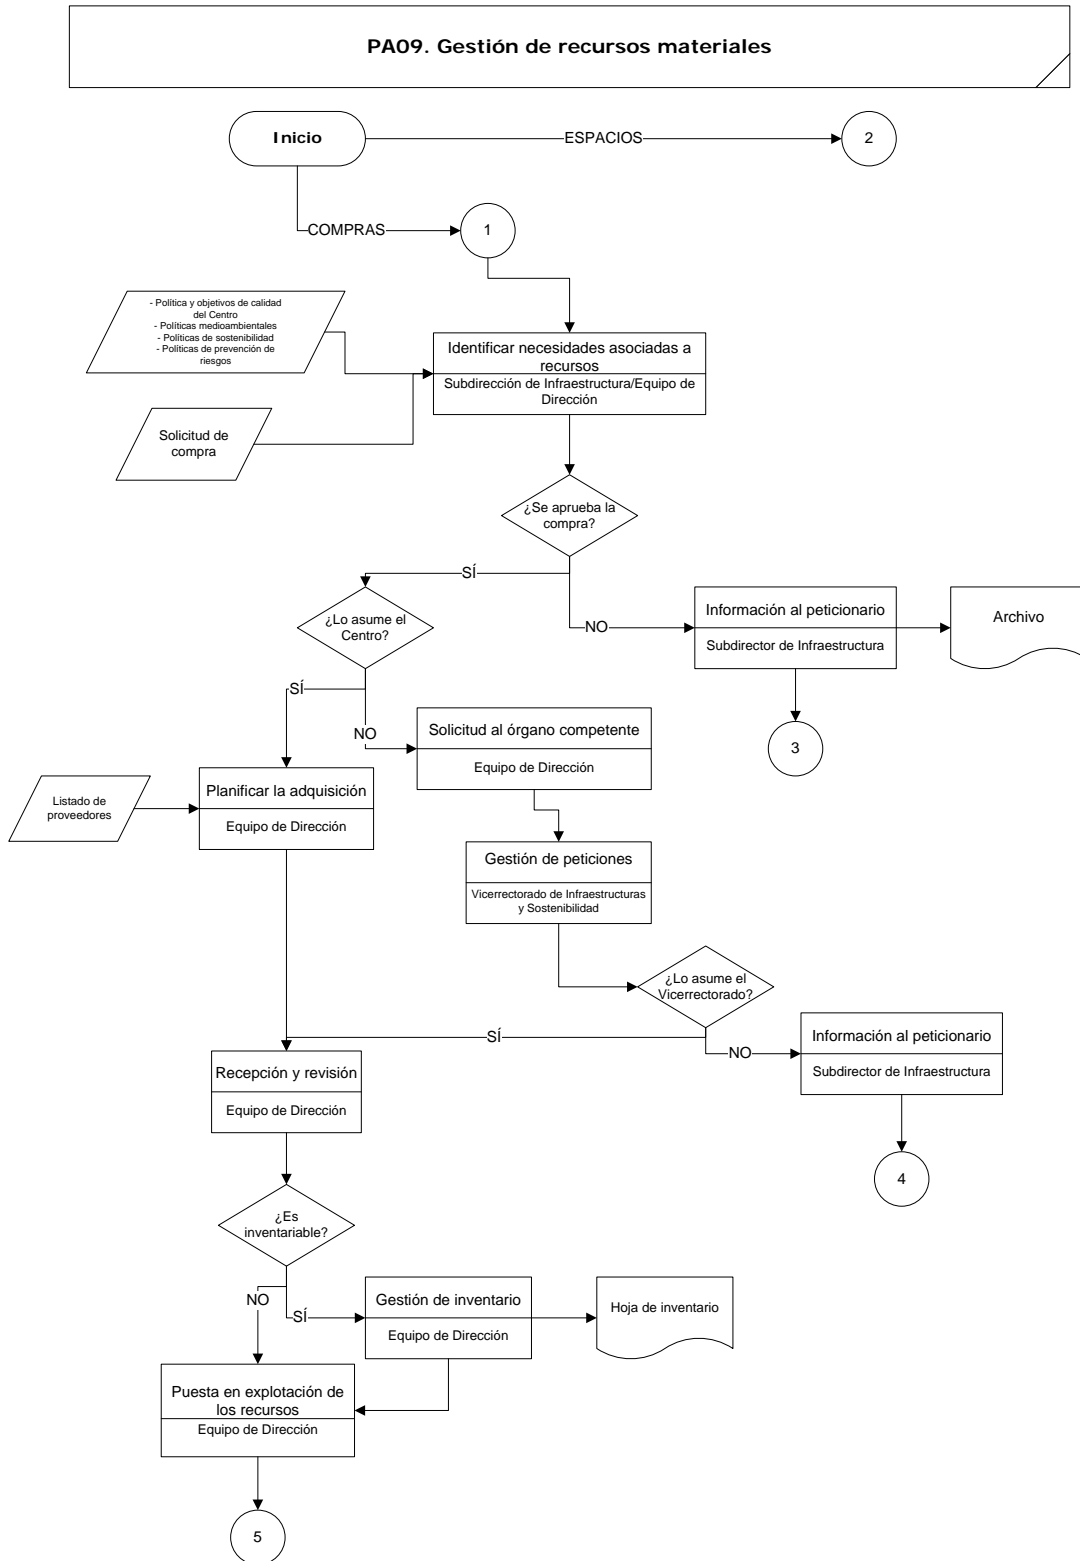 PA09. Gestión de recursos materiales
Inicio
ESPACIOS
2
COMPRAS
1
- Política y objetivos de calidad
del Centro
- Políticas medioambientales
- Políticas de sostenibilidad
- Políticas de prevención de
riesgos
Identificar necesidades asociadas a
recursos
Subdirección de Infraestructura/Equipo de
Dirección
Solicitud de
compra
¿Se aprueba la
compra?
SÍ
¿Lo asume el
Centro?
NO
Información al peticionario
Subdirector de Infraestructura
Archivo
SÍ
NO
Solicitud al órgano competente
Equipo de Dirección
3
Listado de
proveedores
Planificar la adquisición
Equipo de Dirección
Gestión de peticiones
Vicerrectorado de Infraestructuras
y Sostenibilidad
¿Lo asume el
Vicerrectorado?
SÍ
NO
Información al peticionario
Subdirector de Infraestructura
Recepción y revisión
Equipo de Dirección
4
¿Es
inventariable?
NO
SÍ
Gestión de inventario
Equipo de Dirección
Hoja de inventario
Puesta en explotación de
los recursos
Equipo de Dirección
5